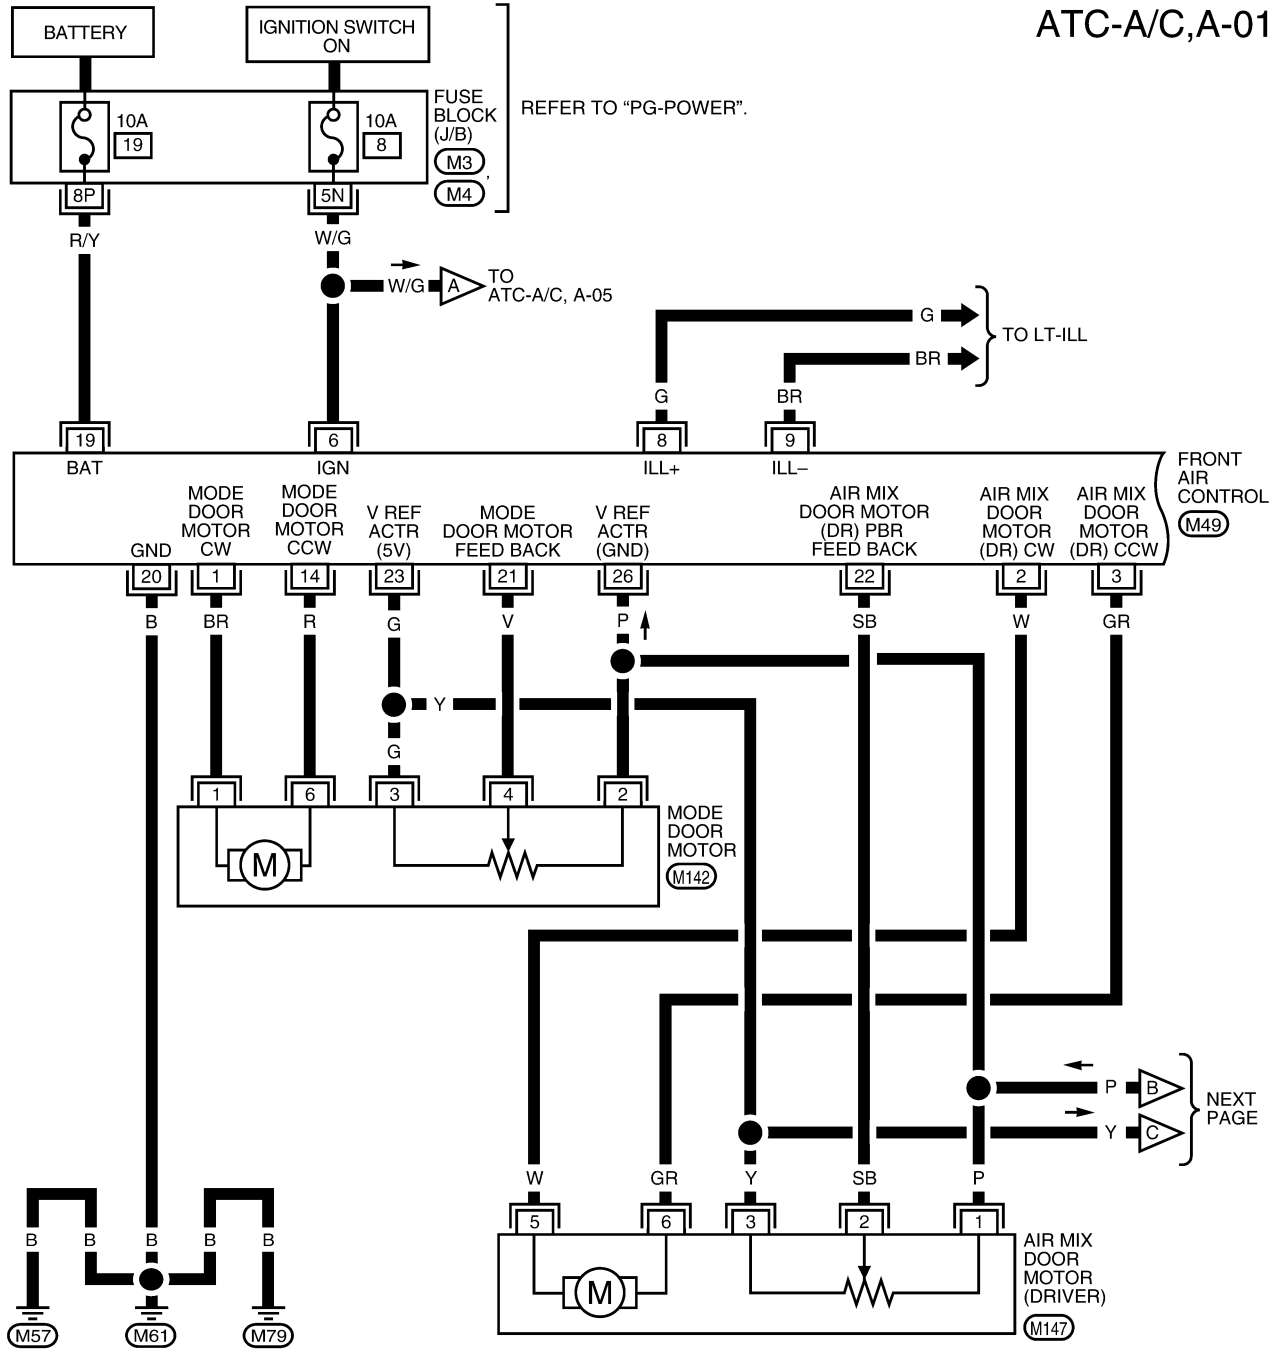 ATC-A/C,A-01
BATTERY
IGNITION SWITCH
ON
10A
19
10A
8
FUSE
BLOCK
(J/B)
M3
,
M4
REFER TO “PG-POWER”.
8P
5N
R/Y
W/G
W/G
A
TO
ATC-A/C, A-05
G
BR
TO LT-ILL
G
BR
19
6
8
9
BAT
IGN
ILL+
ILL–
FRONT
AIR
CONTROL
M49
GND
MODE
DOOR
MOTOR
CW
MODE
DOOR
MOTOR
CCW
V REF
ACTR
(5V)
MODE
DOOR MOTOR
FEED BACK
V REF
ACTR
(GND)
AIR MIX
DOOR MOTOR
(DR) PBR
FEED BACK
AIR MIX
DOOR
MOTOR
(DR) CW
AIR MIX
DOOR
MOTOR
(DR) CCW
20
1
14
23
21
26
22
2
3
B
BR
R
G
V
P
SB
W
GR
Y
G
1
6
3
4
2
M
MODE
DOOR
MOTOR
M142
P
B
Y
C
NEXT
PAGE
W
GR
Y
SB
P
5
6
3
2
1
M
AIR MIX
DOOR
MOTOR
(DRIVER)
M147
B
B
B
B
B
M57
M61
M79